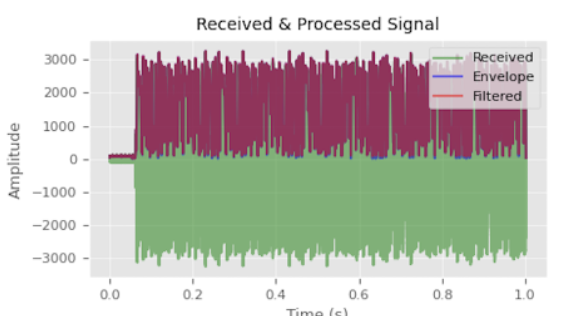 Received & Processed Signal
Amplitude
3000
2000
1000
0
−1000
−2000
−3000
Received
Envelope
Filtered
0.0 0.2 0.4 0.6 0.8 1.0
Time (s)